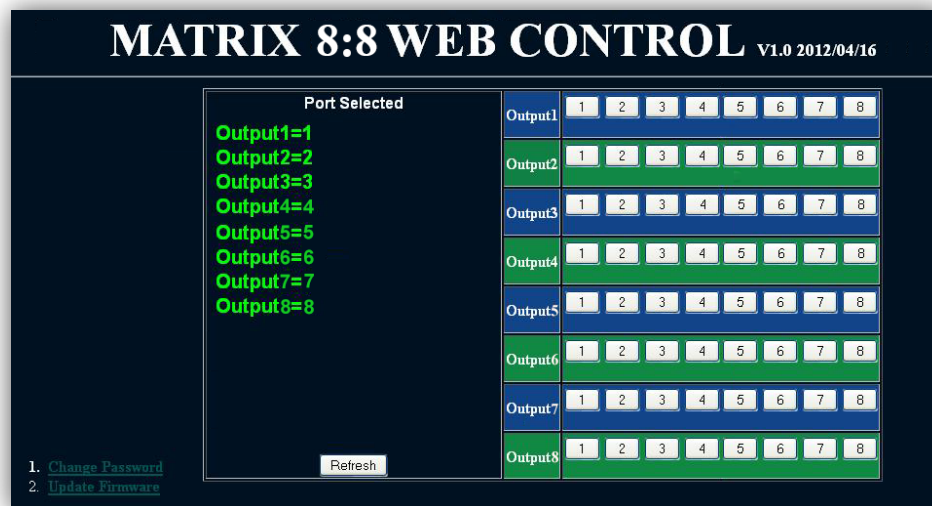 MATRIX 8:8 WEB CONTROL V1.0 2012/04/16
Port Selected
Output1=1
Output2=2
Output3=3
Output4=4
Output5=5
Output6=6
Output7=7
Output8=8
Refresh
Output1 1 2 3 4 5 6 7 8
Output2 1 2 3 4 5 6 7 8
Output3 1 2 3 4 5 6 7 8
Output4 1 2 3 4 5 6 7 8
Output5 1 2 3 4 5 6 7 8
Output6 1 2 3 4 5 6 7 8
Output7 1 2 3 4 5 6 7 8
Output8 1 2 3 4 5 6 7 8
1. Change Password
2. Update Firmware